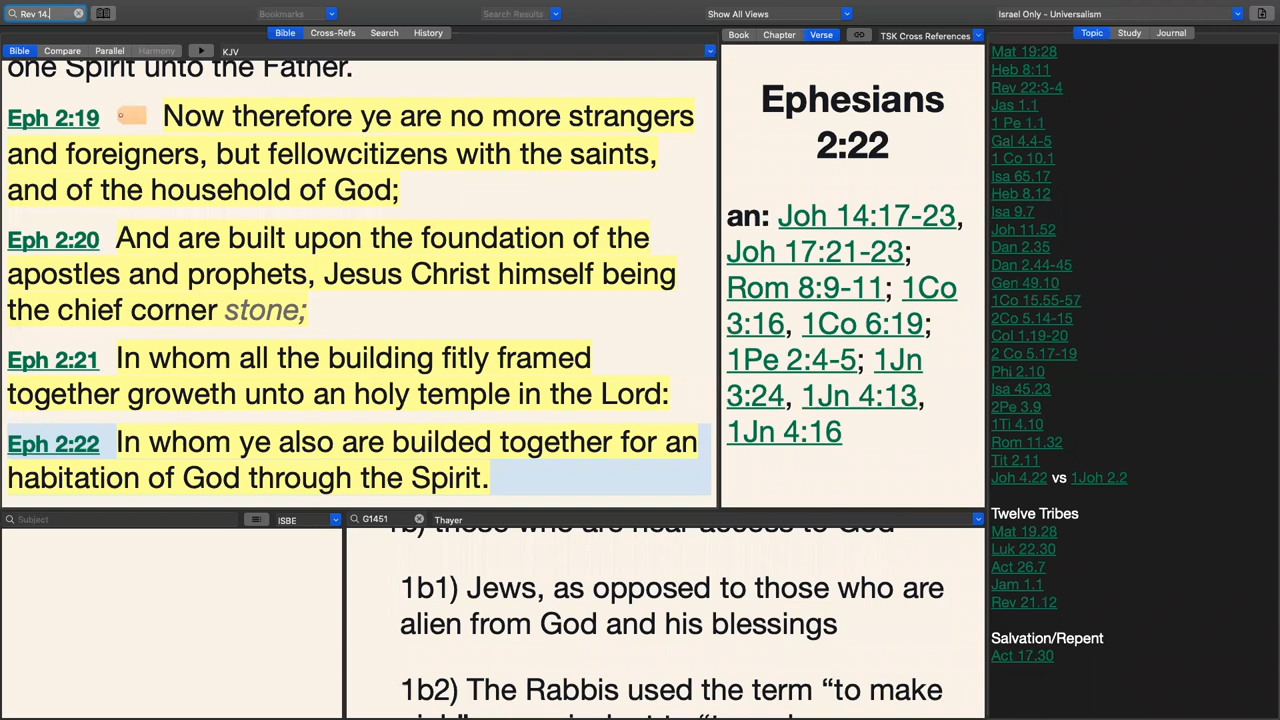 Rev 14.
Bookmarks
Search Results
Show All Views
Israel Only - Universalism
Bible Cross-Refs Search History
Bible Compare Parallel Harmonic KJV
one Spirit unto the Father.
Eph 2:19 Now therefore ye are no more strangers
and foreigners, but fellowcitizens with the saints,
and of the household of God;
Eph 2:20 And are built upon the foundation of the
apostles and prophets, Jesus Christ himself being
the chief corner stone;
Eph 2:21 In whom all the building fitly framed
together groweth unto an holy temple in the Lord:
Eph 2:22 In whom ye also are builded together for an
habitation of God through the Spirit.
Book Chapter Verse TSK Cross References
Ephesians
2:22
an: Joh 14:17-23,
Joh 17:21-23;
Rom 8:9-11; 1Co
3:16, 1Co 6:19;
1Pe 2:4-5; 1Jn
3:24, 1Jn 4:13,
1Jn 4:16
Topic Study Journal
Mat 19:28
Heb 8:11
Rev 22:3-4
Jas 1.1
1 Pe 1.1
Gal 4.4-5
1 Co 10.1
Isa 65.17
Heb 8.12
Isa 9.7
Joh 11.52
Dan 2.35
Dan 2.44-45
Gen 49.10
1Co 15.55-57
2Co 5.14-15
Col 1.19-20
2 Co 5.17-19
Phi 2.10
Isa 45.23
2Pe 3.9
1Ti 4.10
Rom 11.32
Tit 2.11
Joh 4.22 vs 1Joh 2.2
Twelve Tribes
Mat 19.28
Luk 22.30
Act 26.7
Jam 1.1
Rev 21.12
Salvation/Repent
Act 17.30
Subject
ISBE
G1451
Thayer
1b) those who are near access to God
1b1) Jews, as opposed to those who are
alien from God and his blessings
1b2) The Rabbis used the term “to make